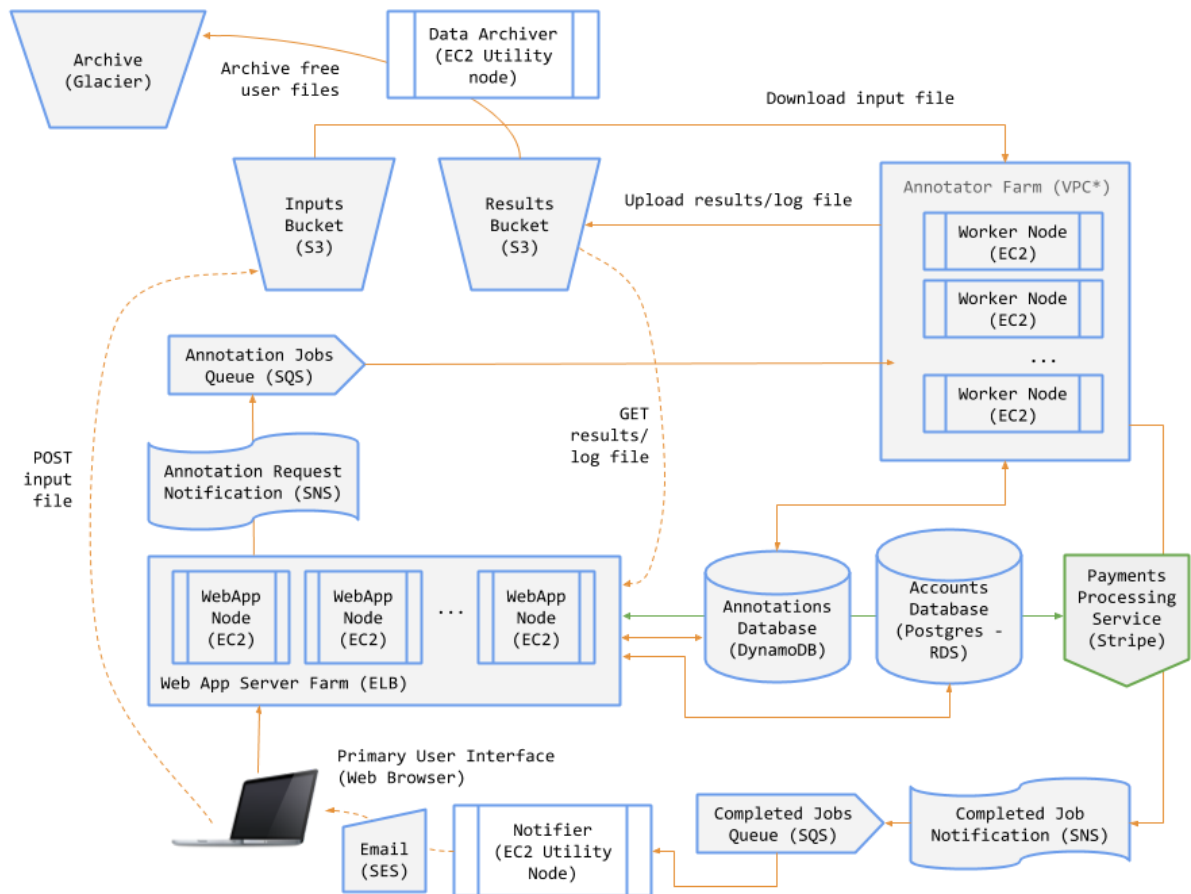 Archive
(Glacier)
Archive free
user files
Data Archiver
(EC2 Utility
node)
Download input file
Inputs
Bucket
(S3)
Results
Bucket
(S3)
Upload results/log file
Annotator Farm (VPC*)
Worker Node
(EC2)
Worker Node
(EC2)
...
Worker Node
(EC2)
Annotation Jobs
Queue (SQS)
GET
results/
log file
POST
input
file
Annotation Request
Notification (SNS)
WebApp
Node
(EC2)
WebApp
Node
(EC2)
...
WebApp
Node
(EC2)
Web App Server Farm (ELB)
Annotations
Database
(DynamoDB)
Accounts
Database
(Postgres -
RDS)
Payments
Processing
Service
(Stripe)
Primary User Interface
(Web Browser)
Email
(SES)
Notifier
(EC2 Utility
Node)
Completed Jobs
Queue (SQS)
Completed Job
Notification (SNS)